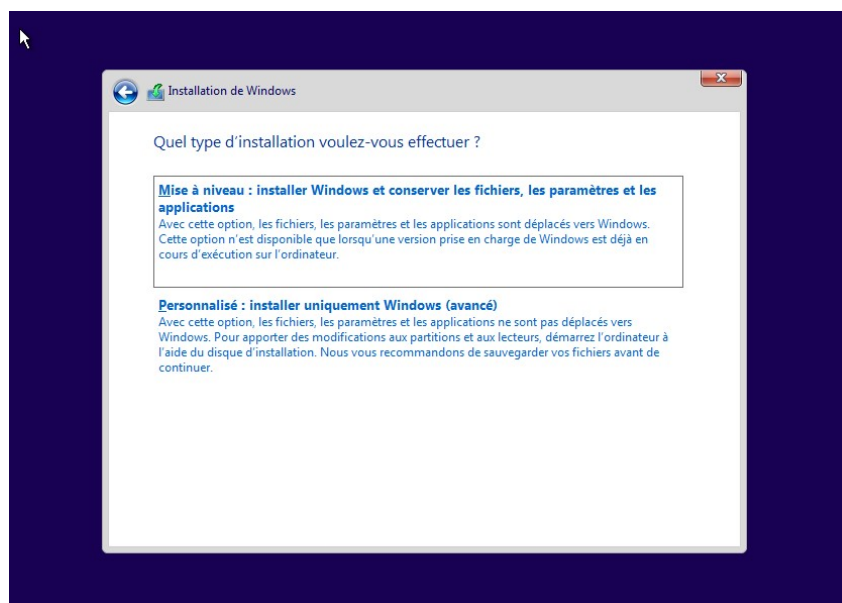 Installation de Windows
Quel type d'installation voulez-vous effectuer ?
Mise à niveau : installer Windows et conserver les fichiers, les paramètres et les
applications
Avec cette option, les fichiers, les paramètres et les applications sont déplacés vers Windows.
Cette option n'est disponible que lorsqu'une version prise en charge de Windows est déjà en
cours d'exécution sur l'ordinateur.
Personnalisé : installer uniquement Windows (avancé)
Avec cette option, les fichiers, les paramètres et les applications ne sont pas déplacés vers
Windows. Pour apporter des modifications aux partitions et aux lecteurs, démarrez l'ordinateur à
l'aide du disque d'installation. Nous vous recommandons de sauvegarder vos fichiers avant de
continuer.